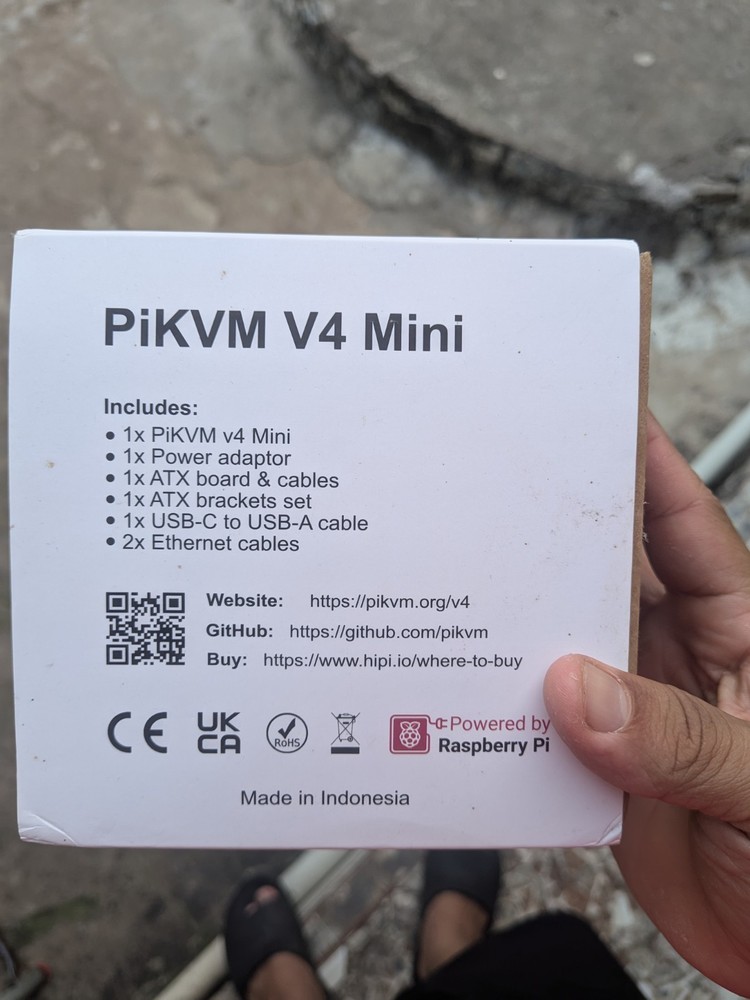 PiKVM V4 Mini
Includes:
• 1x PiKVM v4 Mini
• 1x Power adaptor
• 1x ATX board & cables
• 1x ATX brackets set
• 1x USB-C to USB-A cable
• 2x Ethernet cables
Website: https://pikvm.org/v4
GitHub: https://github.com/pikvm
Buy: https://www.hipi.io/where-to-buy
CE UK CA RoHS Powered by
Raspberry Pi
Made in Indonesia